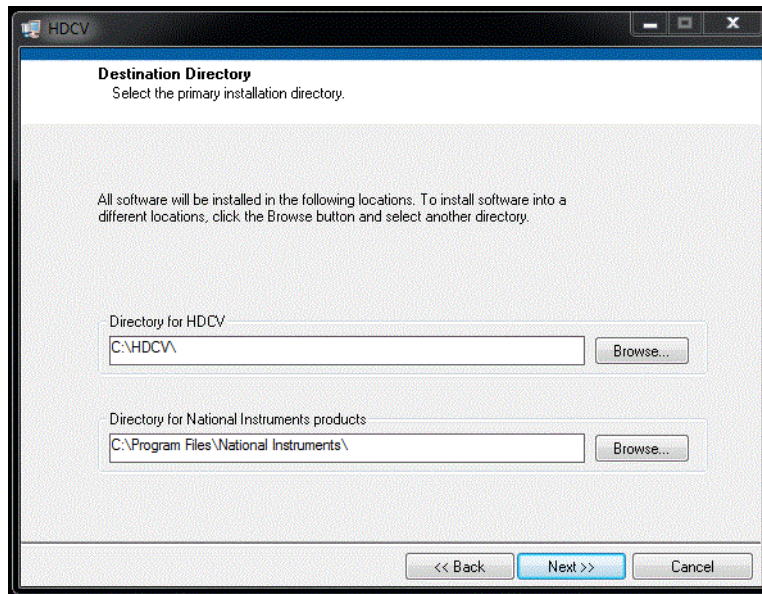 HDCV
Destination Directory
Select the primary installation directory.
All software will be installed in the following locations. To install software into a
different locations, click the Browse button and select another directory.
Directory for HDCV
C:\HDCV\
Browse...
Directory for National Instruments products
C:\Program Files\National Instruments\
Browse...
<< Back
Next >>
Cancel